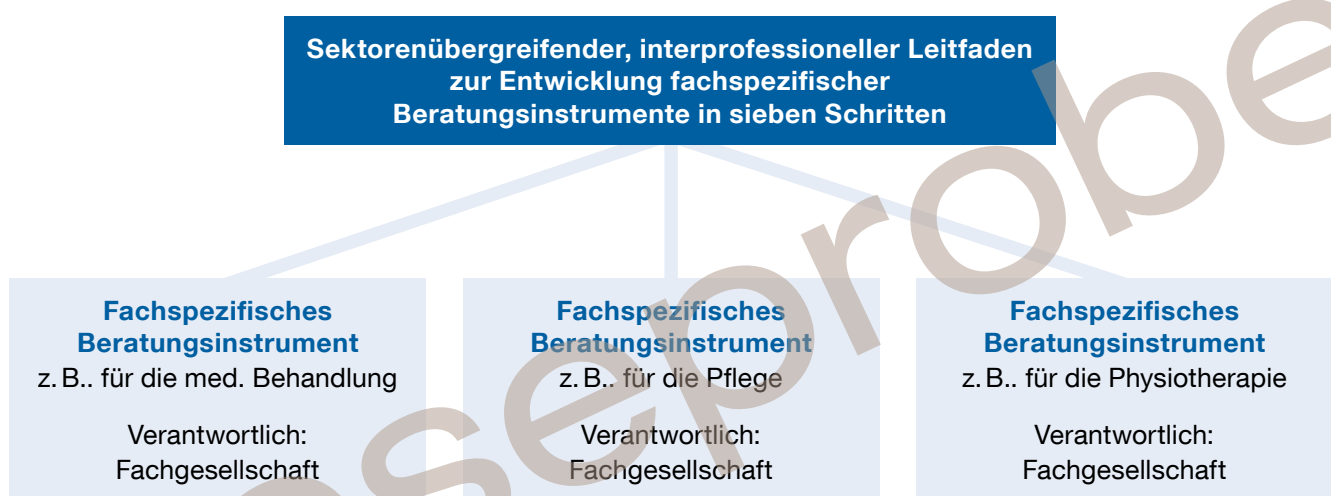 Sektorenübergreifender, interprofessioneller Leitfaden
zur Entwicklung fachspezifischer
Beratungsinstrumente in sieben Schritten
Fachspezifisches
Beratungsinstrument
z. B.. für die med. Behandlung
Verantwortlich:
Fachgesellschaft
Fachspezifisches
Beratungsinstrument
z. B.. für die Pflege
Verantwortlich:
Fachgesellschaft
Fachspezifisches
Beratungsinstrument
z. B.. für die Physiotherapie
Verantwortlich:
Fachgesellschaft
seprobe